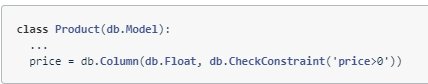 class Product(db.Model):
  ...
  price = db.Column(db.Float, db.CheckConstraint('price>0'))